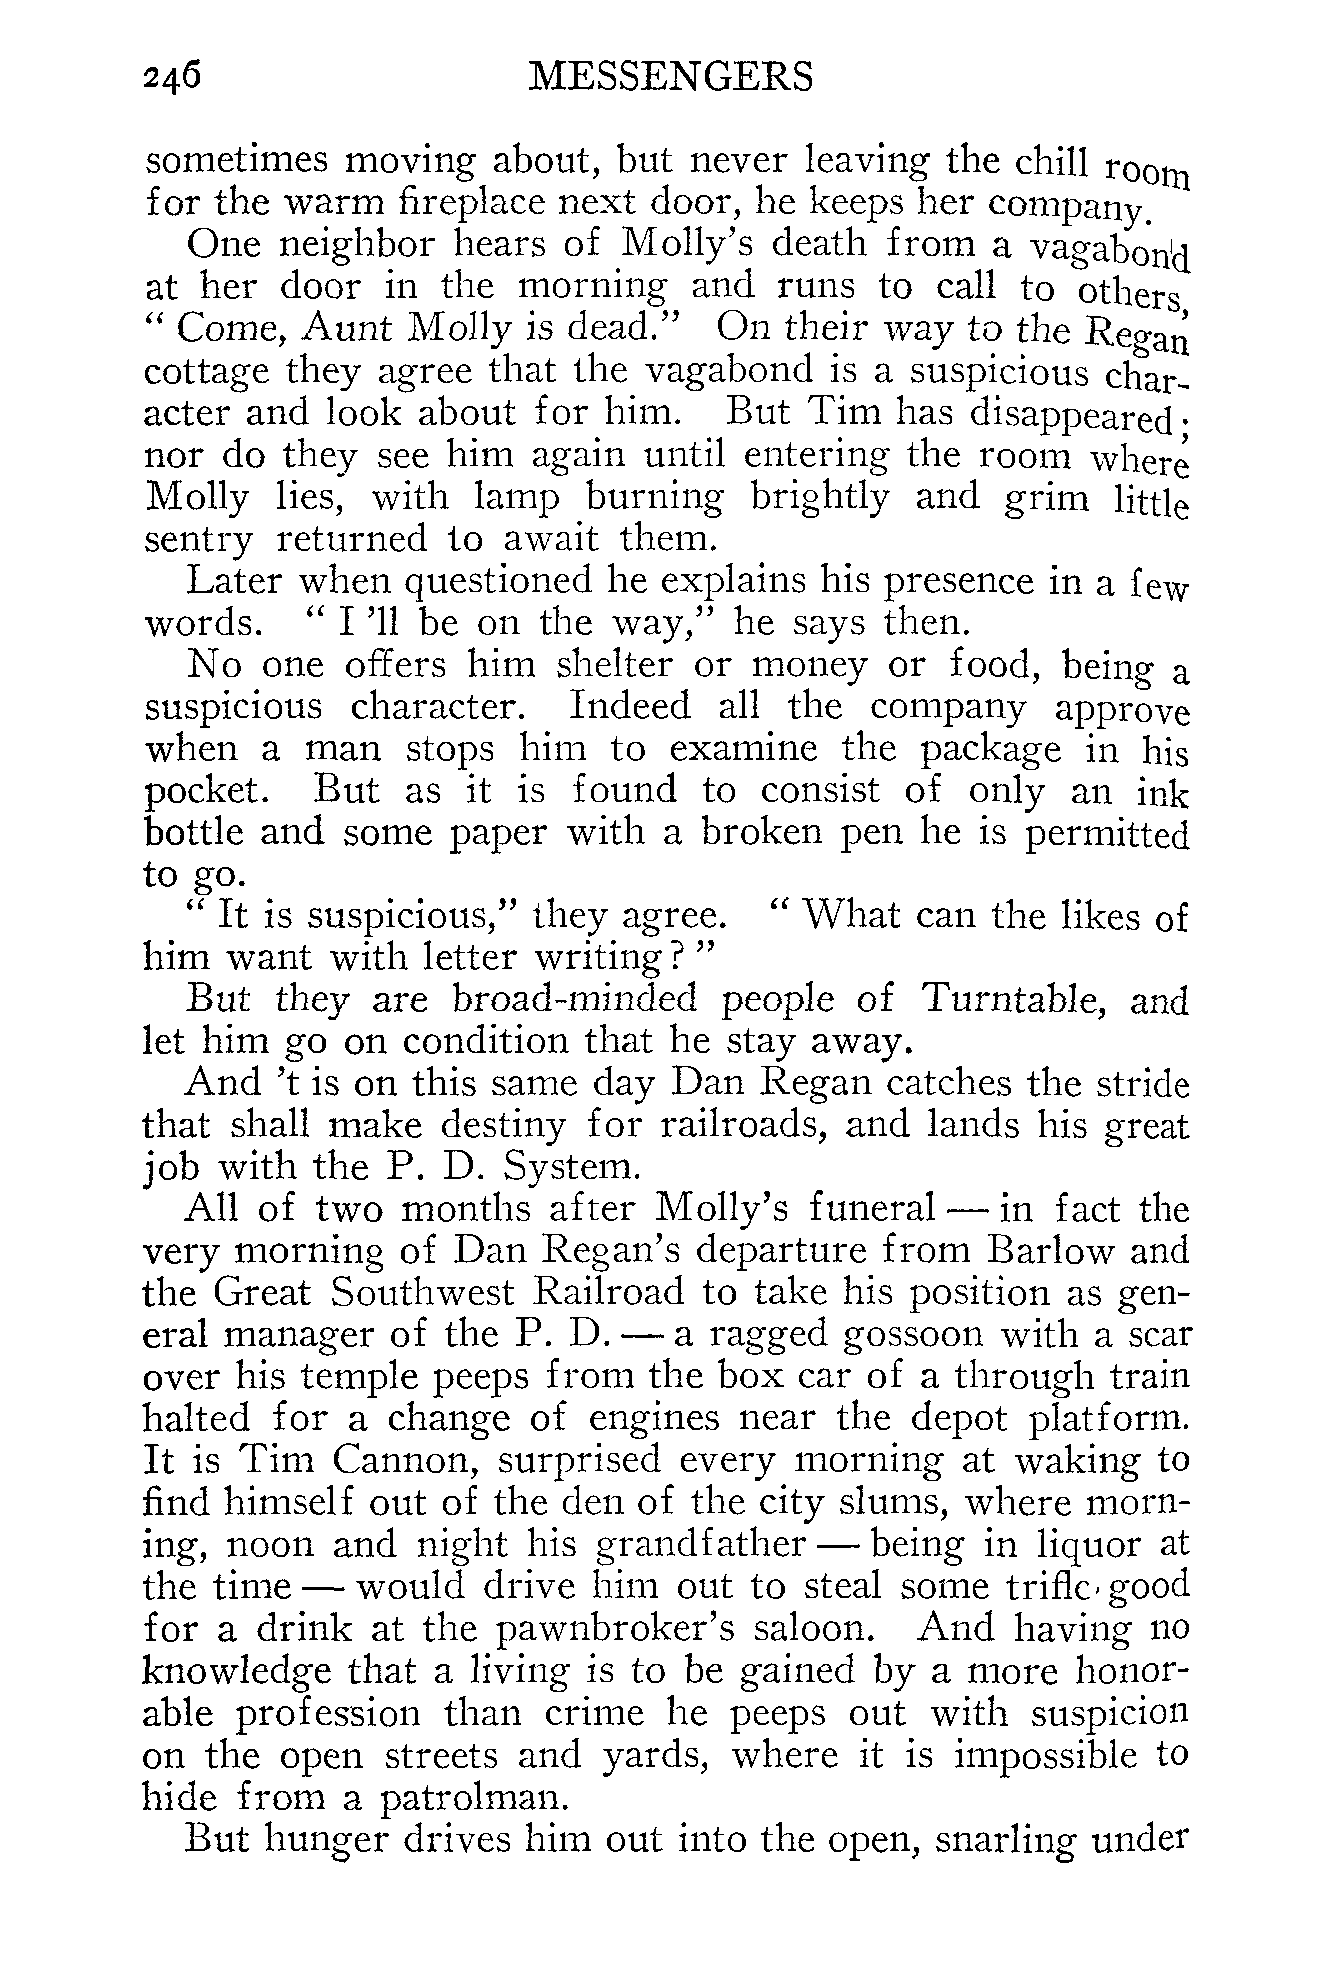 246 MESSENGERS
sometimes moving about, but never leaving the chill room
for the warm fireplace next door, he keeps her company.
One neighbor hears of Molly's death from a vagabond
at her door in the morning and runs to call to others,
" Come, Aunt Molly is dead." On their way to the Regan
cottage they agree that the vagabond is a suspicious char-
acter and look about for him. But Tim has disappeared;
nor do they see him again until entering the room where
Molly lies, with lamp burning brightly and grim little
sentry returned to await them.
Later when questioned he explains his presence in a few
words. " I 'll be on the way," he says then.
No one offers him shelter or money or food, being a
suspicious character. Indeed all the company approve
when a man stops him to examine the package in his
pocket. But as it is found to consist of only an ink
bottle and some paper with a broken pen he is permitted
to go.
" It is suspicious," they agree. " What can the likes of
him want with letter writing? "
But they are broad-minded people of Turntable, and
let him go on condition that he stay away.
And 't is on this same day Dan Regan catches the stride
that shall make destiny for railroads, and lands his great
job with the P. D. System.
All of two months after Molly's funeral — in fact the
very morning of Dan Regan's departure from Barlow and
the Great Southwest Railroad to take his position as gen-
eral manager of the P. D. — a ragged gossoon with a scar
over his temple peeps from the box car of a through train
halted for a change of engines near the depot platform.
It is Tim Cannon, surprised every morning at waking to
find himself out of the den of the city slums, where morn-
ing, noon and night his grandfather — being in liquor at
the time — would drive him out to steal some trifle good
for a drink at the pawnbroker's saloon. And having no
knowledge that a living is to be gained by a more honor-
able profession than crime he peeps out with suspicion
on the open streets and yards, where it is impossible to
hide from a patrolman.
But hunger drives him out into the open, snarling under